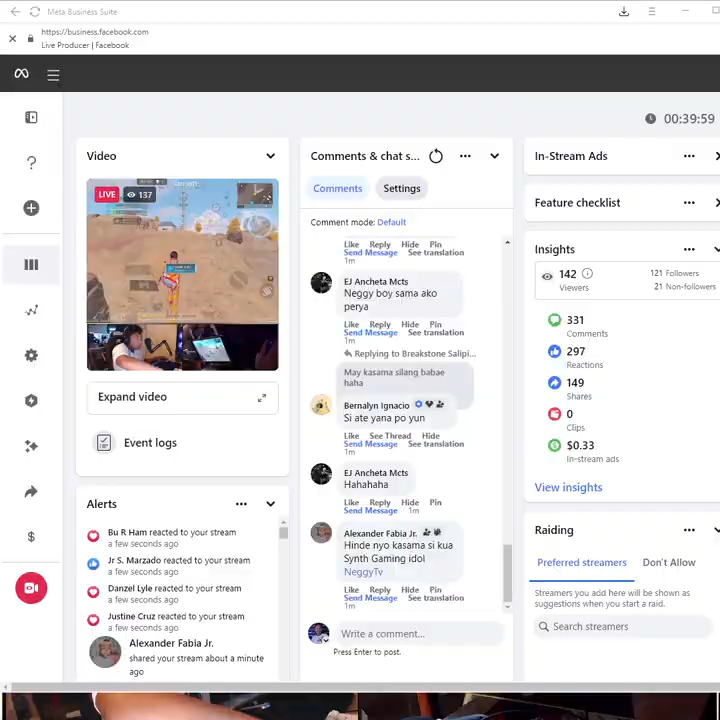 Meta Business Suite
https://business.facebook.com
Live Producer | Facebook
00:39:59
Video
LIVE
137
Expand video
Event logs
Alerts
Bu R Ham reacted to your stream
a few seconds ago
Jr S. Marzado reacted to your stream
a few seconds ago
Danzel Lyle reacted to your stream
a few seconds ago
Justine Cruz reacted to your stream
a few seconds ago
Alexander Fabia Jr.
shared your stream about a minute
ago
Comments & chat s...
Comments
Settings
Comment mode: Default
Like Reply Hide Pin
Send Message See translation
1m
EJ Ancheta Mcts
Neggy boy sama ako
perya
Like Reply Hide Pin
Send Message See translation
1m
Replying to Breakstone Salipi...
May kasama silang babae
haha
Bernalyn Ignacio
Si ate yana po yun
Like See Thread Hide
Send Message See translation
1m
EJ Ancheta Mcts
Hahahaha
Like Reply Hide Pin
Send Message 1m
Alexander Fabia Jr.
Hinde nyo kasama si kua
Synth Gaming idol
NeggyTv
Like Reply Hide Pin
Send Message See translation
1m
Write a comment...
Press Enter to post.
In-Stream Ads
Feature checklist
Insights
142
Viewers
121 Followers
21 Non-followers
331
Comments
297
Reactions
149
Shares
0
Clips
$0.33
In-stream ads
View insights
Raiding
Preferred streamers
Don't Allow
Streamers you add here will be shown as
suggestions when you start a raid.
Search streamers